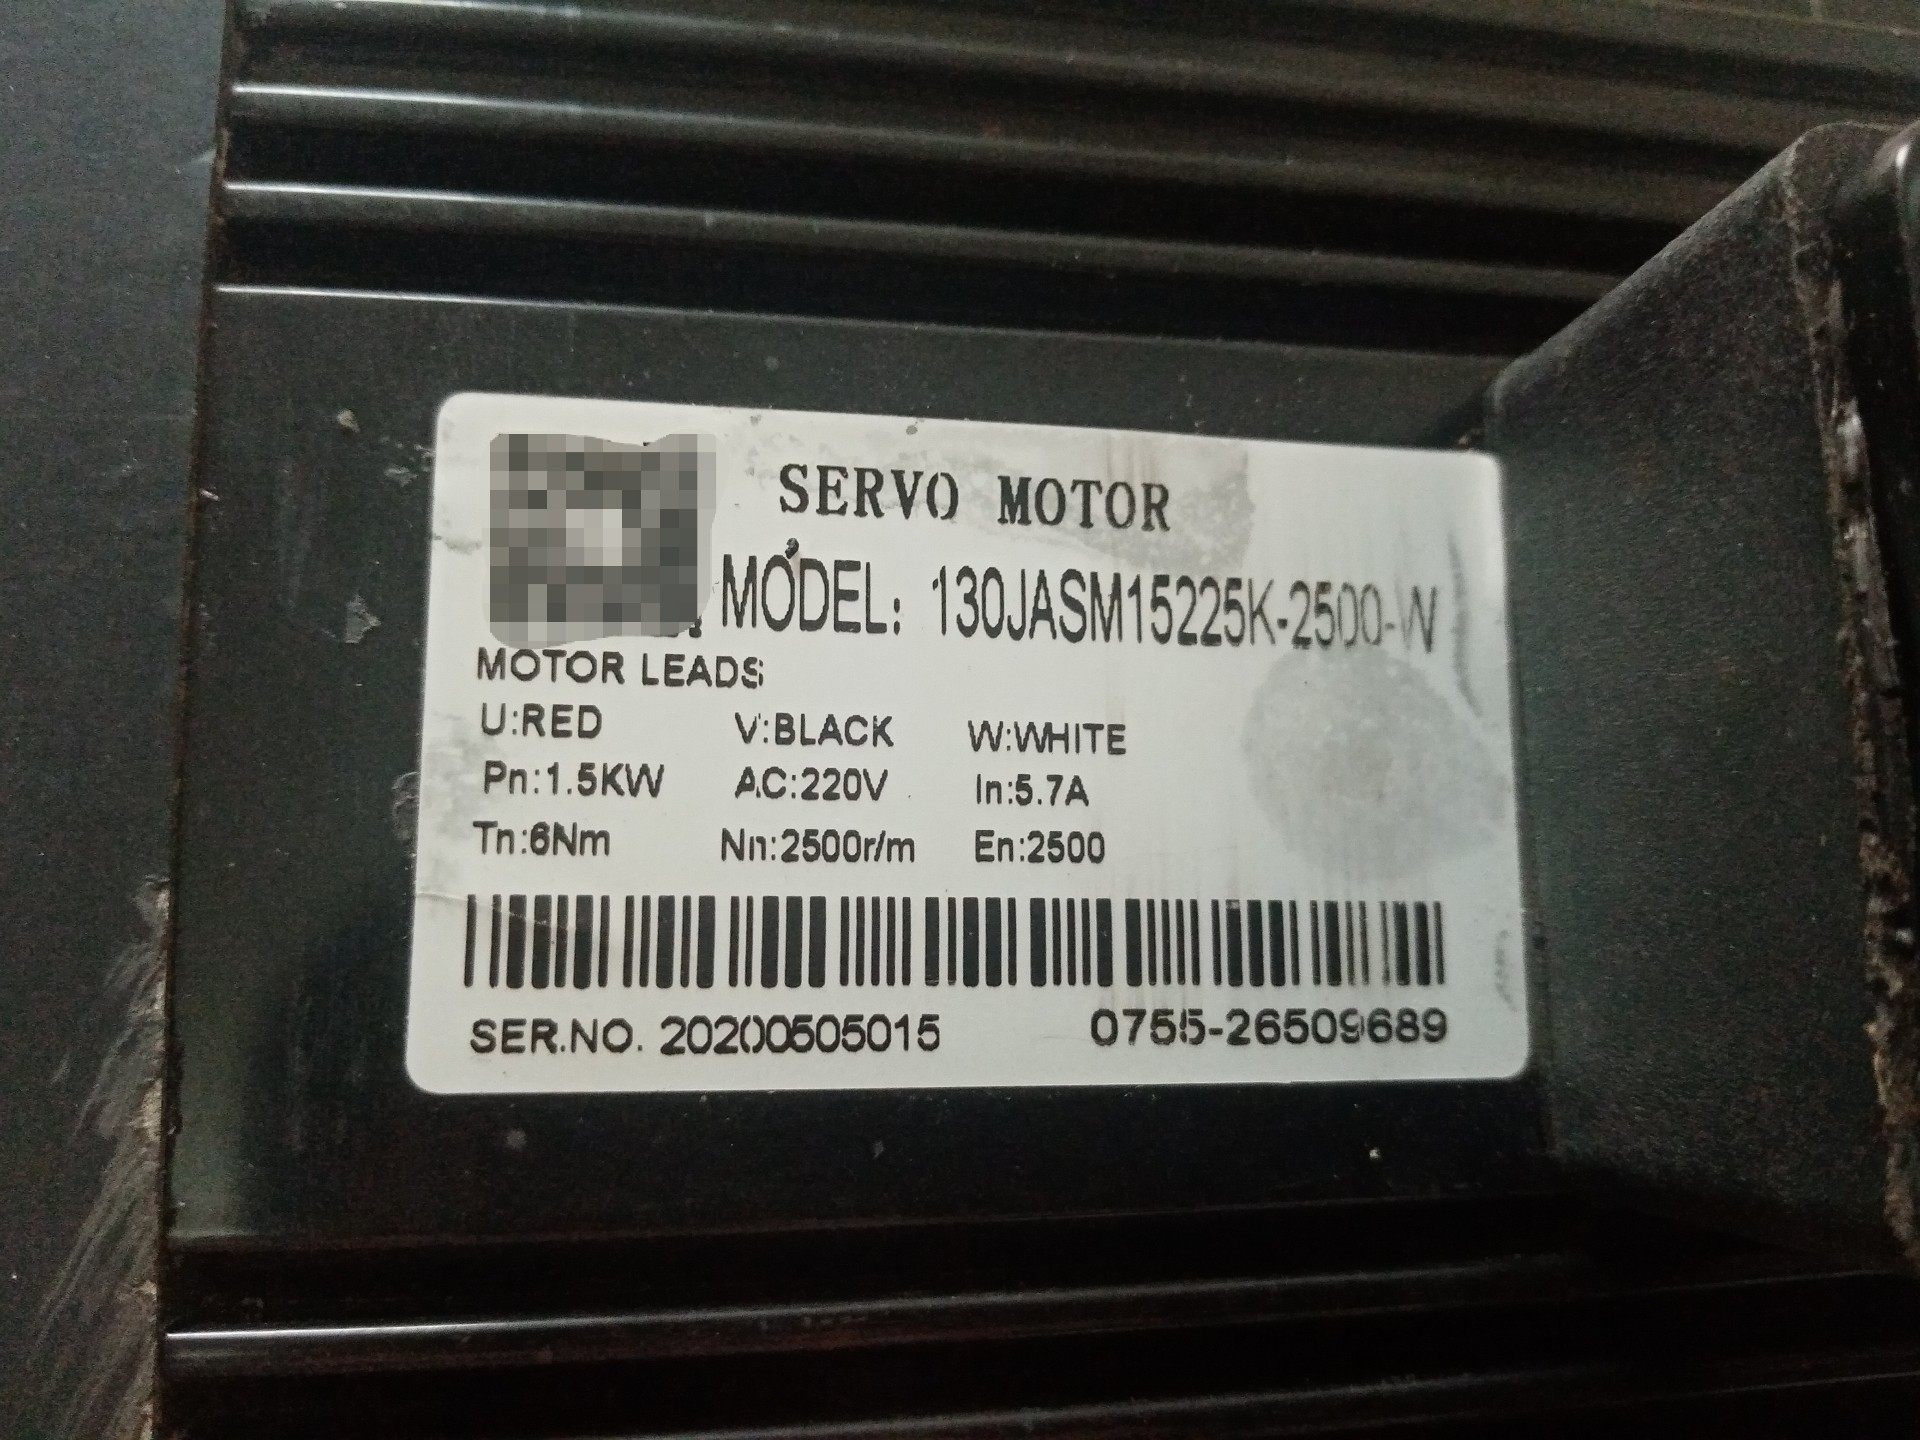 SERVO MOTOR
MODEL: 130JASM15225K-2500-W
MOTOR LEADS
U:RED V:BLACK W:WHITE
Pn:1.5KW AC:220V In:5.7A
Tn:6Nm Nn:2500r/m En:2500
SER.NO. 20200505015 0755-26509689